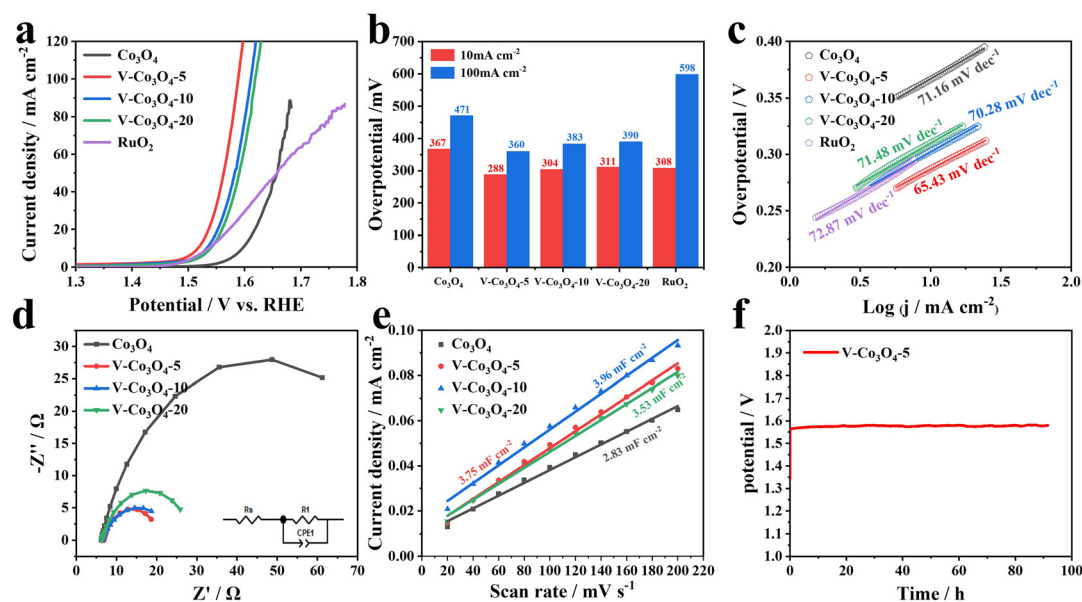 a
Current density / mA cm⁻²
120
100
80
60
40
20
0
Co₃O₄
V-Co₃O₄-5
V-Co₃O₄-10
V-Co₃O₄-20
RuO₂
1.3 1.4 1.5 1.6 1.7 1.8
Potential / V vs. RHE
b
Overpotential /mV
700
600
500
400
300
200
100
0
10mA cm⁻²
100mA cm⁻²
367 471 288 360 304 383 311 390 308 598
Co₃O₄ V-Co₃O₄-5 V-Co₃O₄-10 V-Co₃O₄-20 RuO₂
c
Overpotential / V
0.40
0.35
0.30
0.25
0.20
Co₃O₄
V-Co₃O₄-5
V-Co₃O₄-10
V-Co₃O₄-20
RuO₂
71.16 mV dec⁻¹
70.28 mV dec⁻¹
71.48 mV dec⁻¹
65.43 mV dec⁻¹
72.87 mV dec⁻¹
0.0 0.5 1.0 1.5 2.0
Log (j / mA cm⁻²)
d
-Z'' / Ω
35
30
25
20
15
10
5
0
Co₃O₄
V-Co₃O₄-5
V-Co₃O₄-10
V-Co₃O₄-20
Rs
R1
CPE1
0 10 20 30 40 50 60 70
Z' / Ω
e
Current density / mA cm⁻²
0.10
0.08
0.06
0.04
0.02
0.00
Co₃O₄
V-Co₃O₄-5
V-Co₃O₄-10
V-Co₃O₄-20
3.96 mF cm⁻²
3.53 mF cm⁻²
3.75 mF cm⁻²
2.83 mF cm⁻²
0 20 40 60 80 100 120 140 160 180 200 220
Scan rate / mV s⁻¹
f
potential / V
2.0
1.9
1.8
1.7
1.6
1.5
1.4
1.3
1.2
1.1
1.0
V-Co₃O₄-5
0 20 40 60 80 100
Time / h